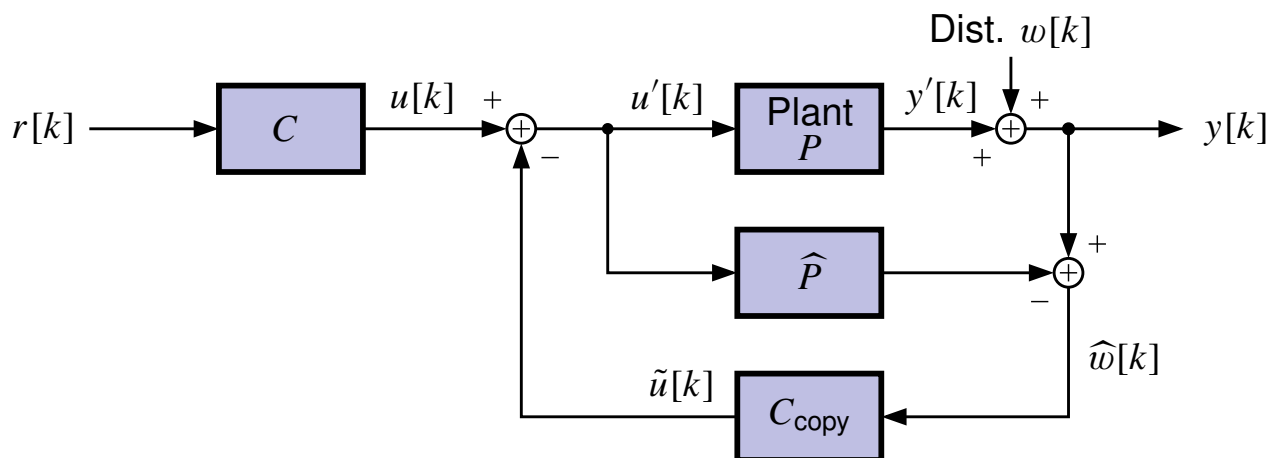 Dist. w[k]
r[k]
C
u[k]
+
−
+
u′[k]
Plant
P
y′[k]
+
+
+
y[k]
P̂
+
−
+
ŵ[k]
ũ[k]
C_copy